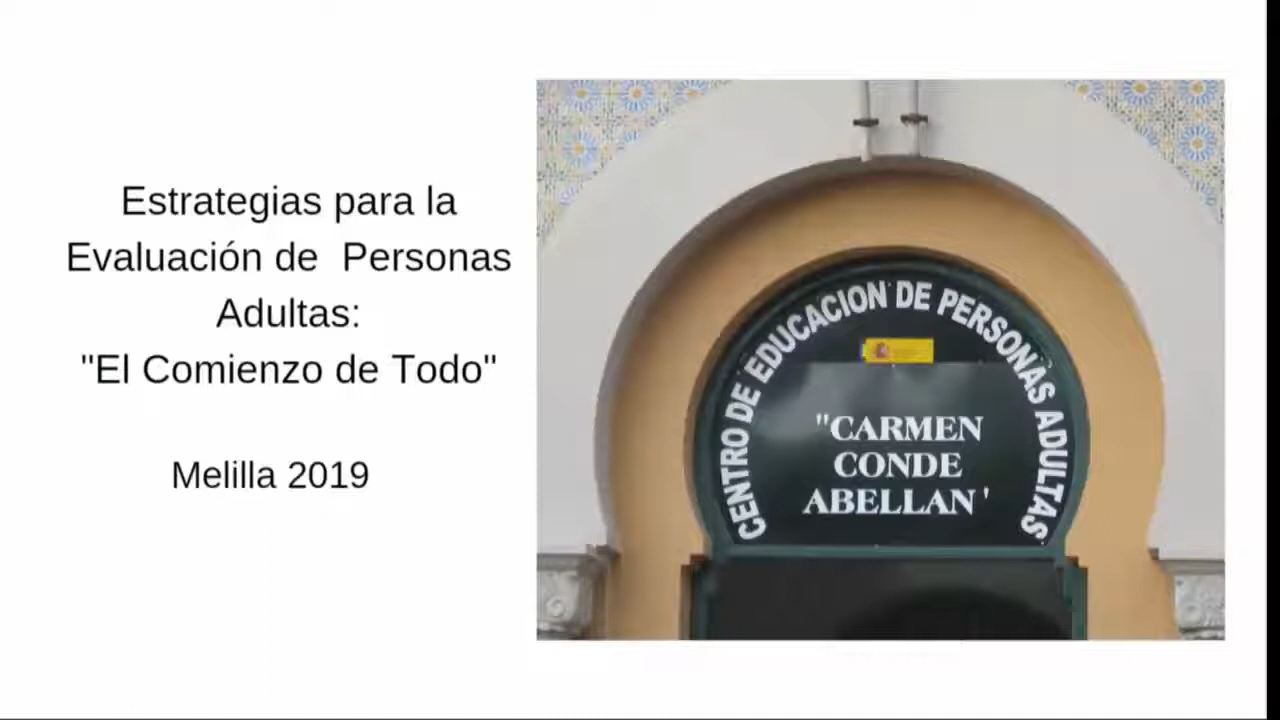 Estrategias para la
Evaluación de  Personas
Adultas:
"El Comienzo de Todo"
Melilla 2019
CENTRO DE EDUCACION DE PERSONAS ADULTAS
"CARMEN
CONDE
ABELLAN'